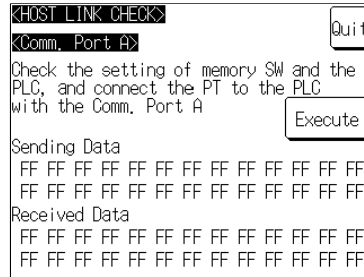 <HOST LINK CHECK>
Quit
<Comm. Port A>
Check the setting of memory SW and the
PLC, and connect the PT to the PLC
with the Comm. Port A
Execute
Sending Data
FF FF FF FF FF FF FF FF FF FF FF FF FF
FF FF FF FF FF FF FF FF FF FF FF FF FF
Received Data
FF FF FF FF FF FF FF FF FF FF FF FF FF
FF FF FF FF FF FF FF FF FF FF FF FF FF